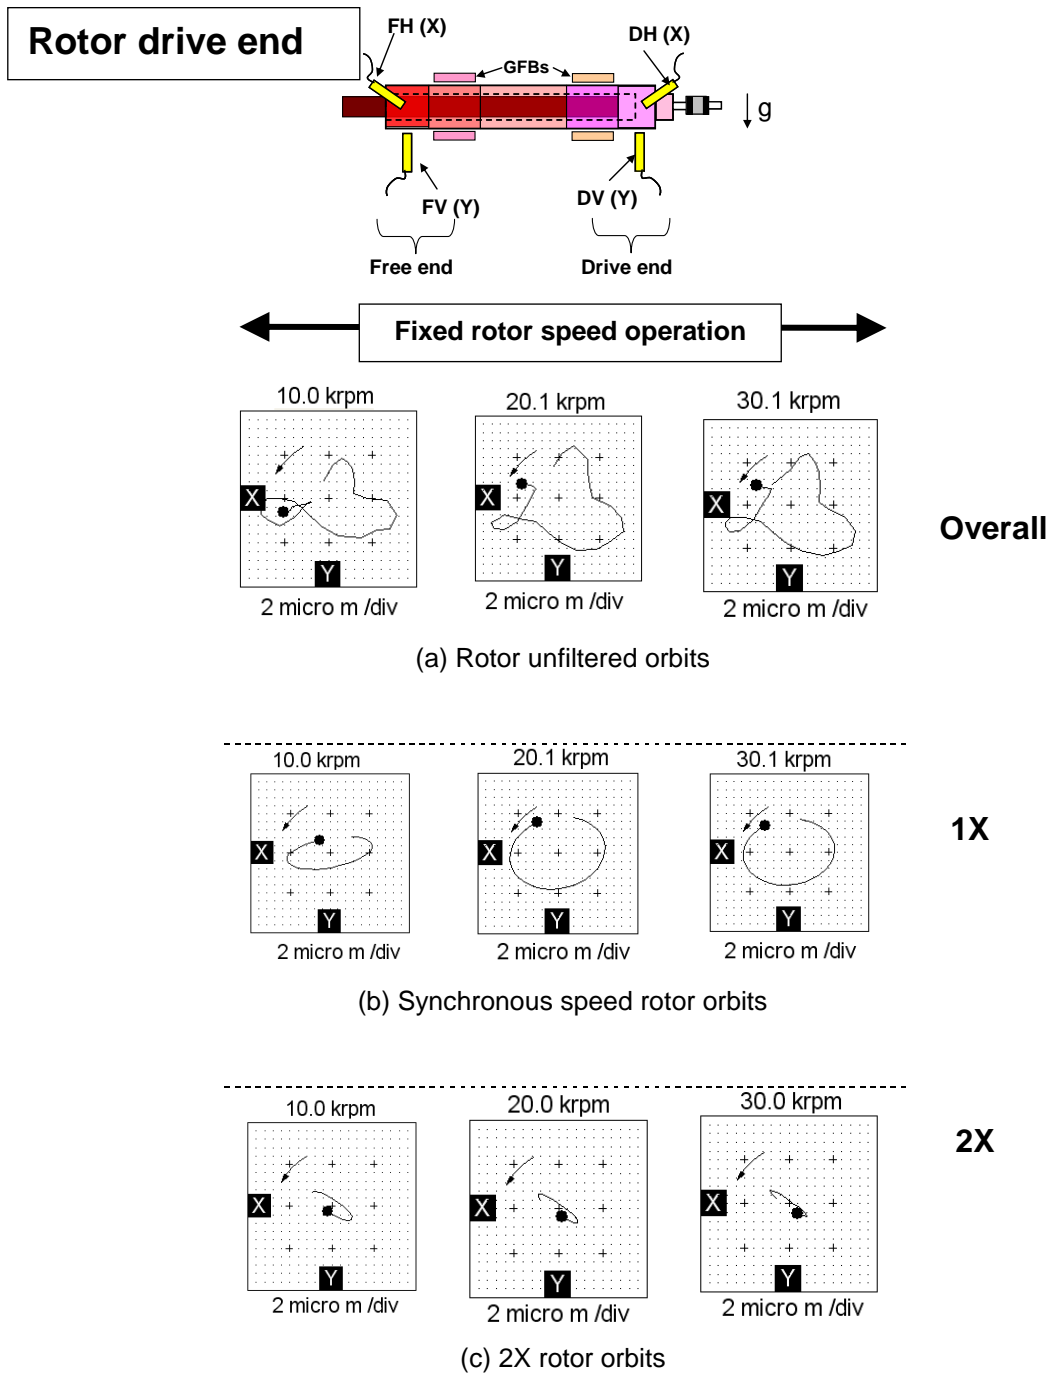 Rotor drive end
FH (X)
DH (X)
GFBs
g
FV (Y)
DV (Y)
Free end
Drive end
Fixed rotor speed operation
10.0 krpm
20.1 krpm
30.1 krpm
X
X
X
Overall
Y
Y
Y
2 micro m /div
2 micro m /div
2 micro m /div
(a) Rotor unfiltered orbits
10.0 krpm
20.1 krpm
30.1 krpm
1X
X
X
X
Y
Y
Y
2 micro m /div
2 micro m /div
2 micro m /div
(b) Synchronous speed rotor orbits
10.0 krpm
20.0 krpm
30.0 krpm
2X
X
X
X
Y
Y
Y
2 micro m /div
2 micro m /div
2 micro m /div
(c) 2X rotor orbits